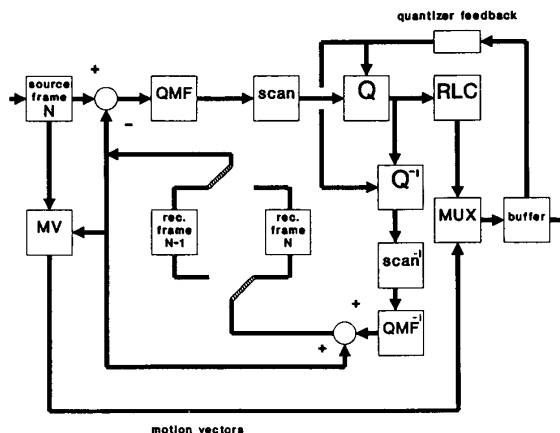 quantizer feedback
+
source
frame
N
QMF
scan
Q
RLC
-
Q-1
MV
rec.
frame
N-1
rec.
frame
N
MUX
buffer
scan-1
+
QMF-1
+
motion vectors